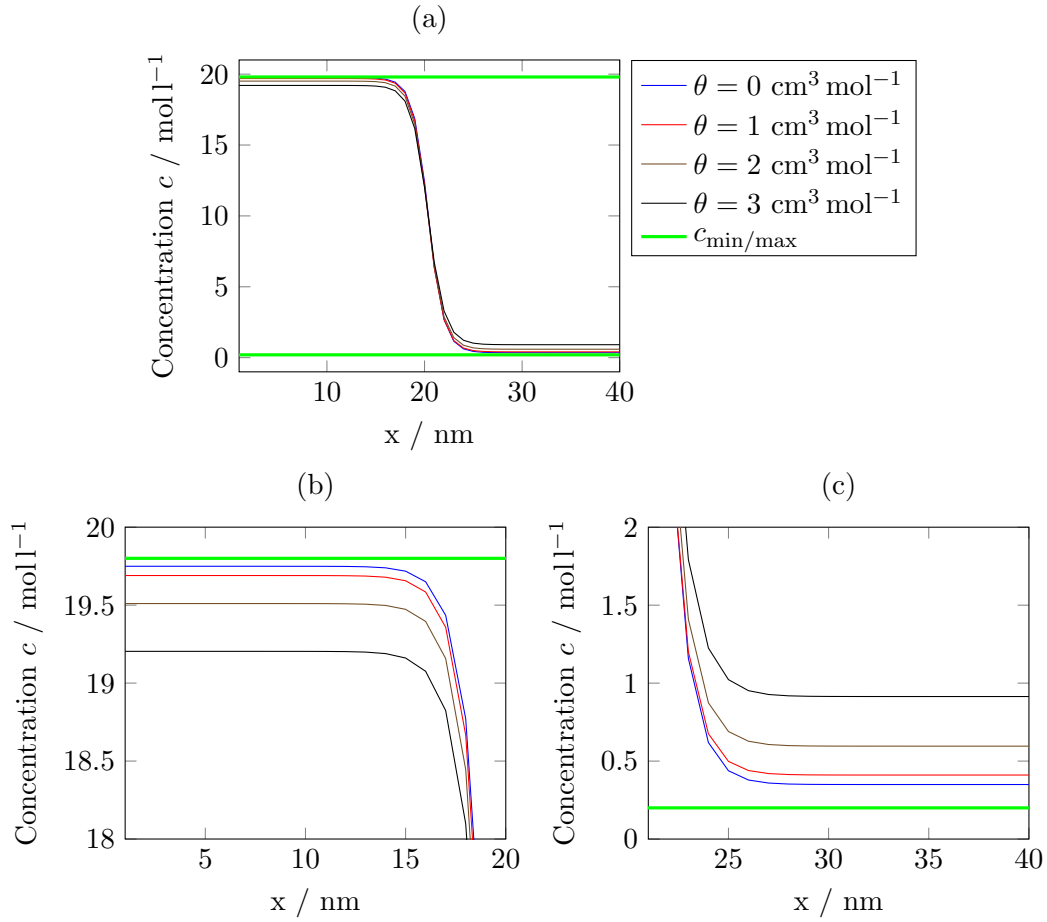 (a)
Concentration c / mol l⁻¹
20
15
10
5
0
10
20
30
40
x / nm
θ = 0 cm³ mol⁻¹
θ = 1 cm³ mol⁻¹
θ = 2 cm³ mol⁻¹
θ = 3 cm³ mol⁻¹
c_min/max
(b)
Concentration c / mol l⁻¹
20
19.5
19
18.5
18
5
10
15
20
x / nm
(c)
Concentration c / mol l⁻¹
2
1.5
1
0.5
0
25
30
35
40
x / nm